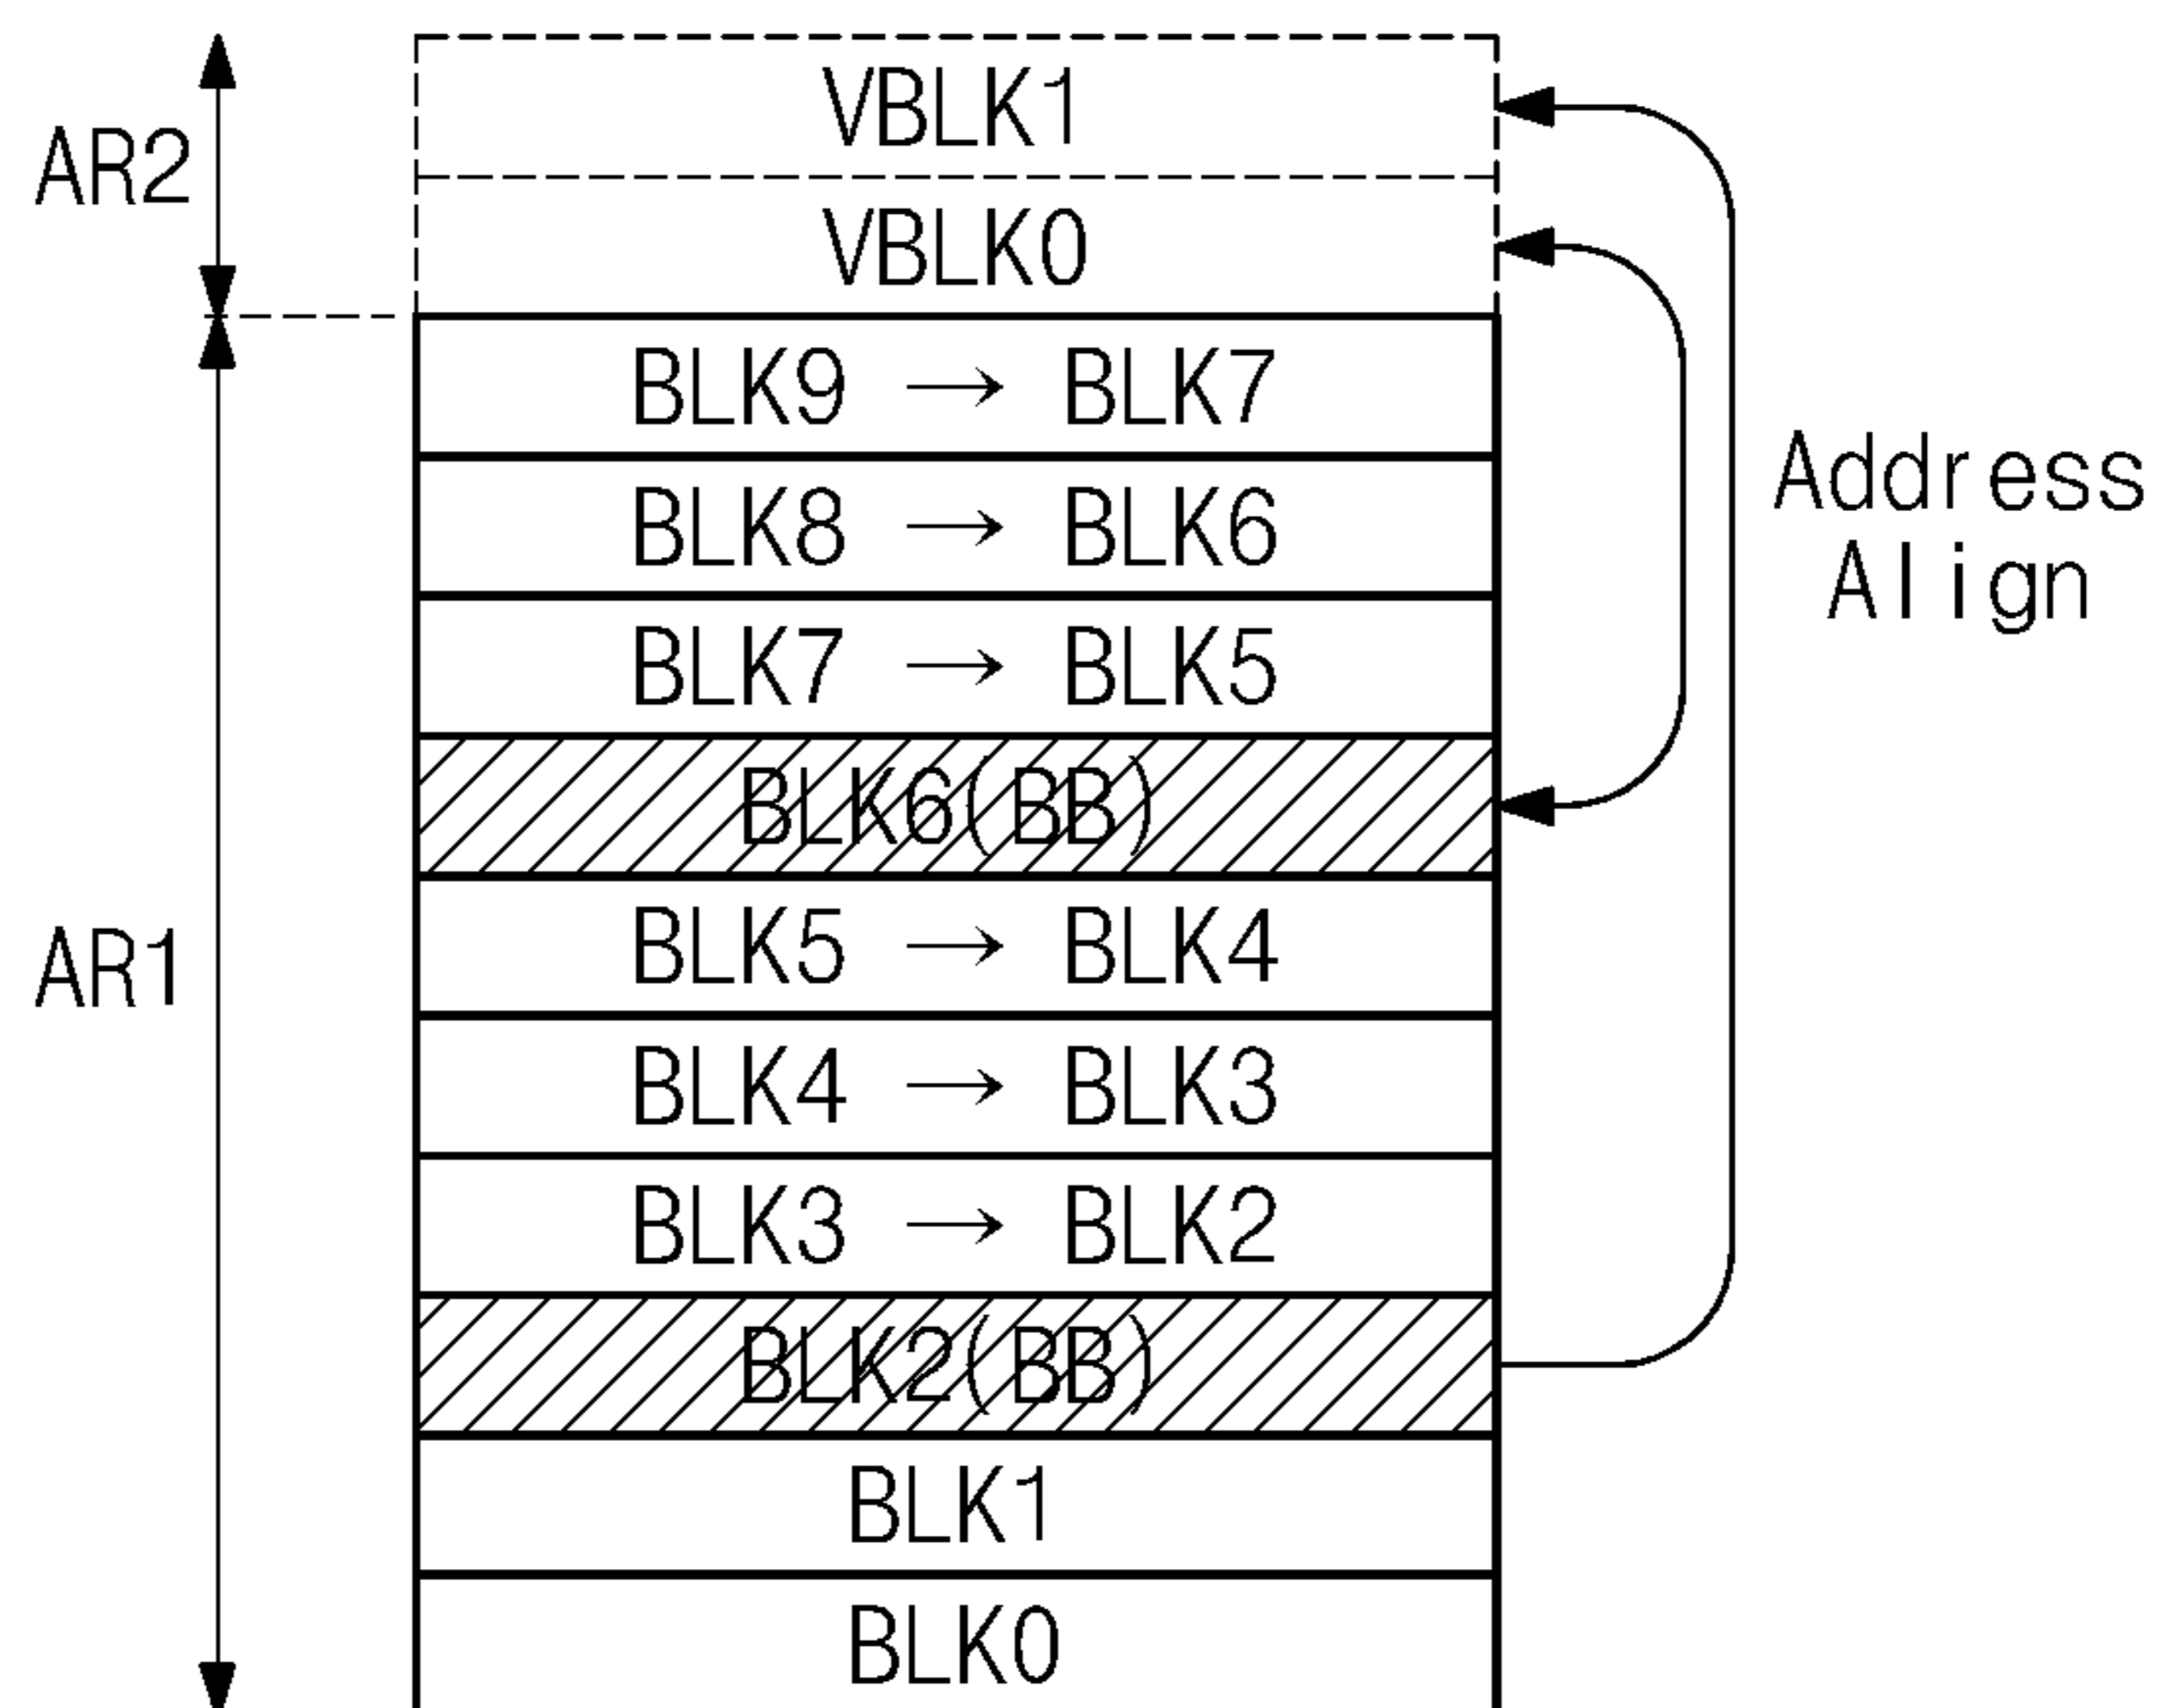 VBLK1
AR2
VBLK0
BLK9 → BLK7
BLK8 → BLK6
Address
Align
BLK7 → BLK5
BLK6(BB)
BLK5 → BLK4
AR1
BLK4 → BLK3
BLK3 → BLK2
BLK2(BB)
BLK1
BLK0